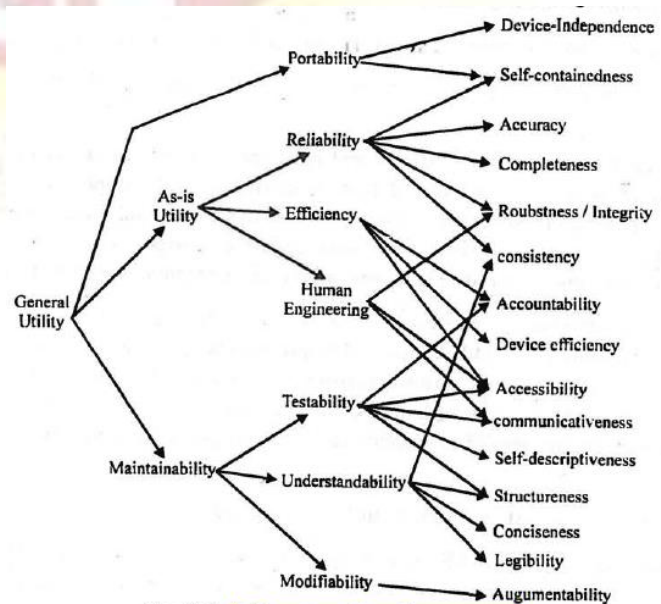 Device-Independence
Portability
Self-containedness
Reliability
Accuracy
Completeness
As-is
Utility
Efficiency
Roubstness / Integrity
consistency
Human
Engineering
General
Utility
Accountability
Device efficiency
Accessibility
Testability
communicativeness
Self-descriptiveness
Maintainability
Understandability
Structureness
Conciseness
Legibility
Modifiability
Augumentability